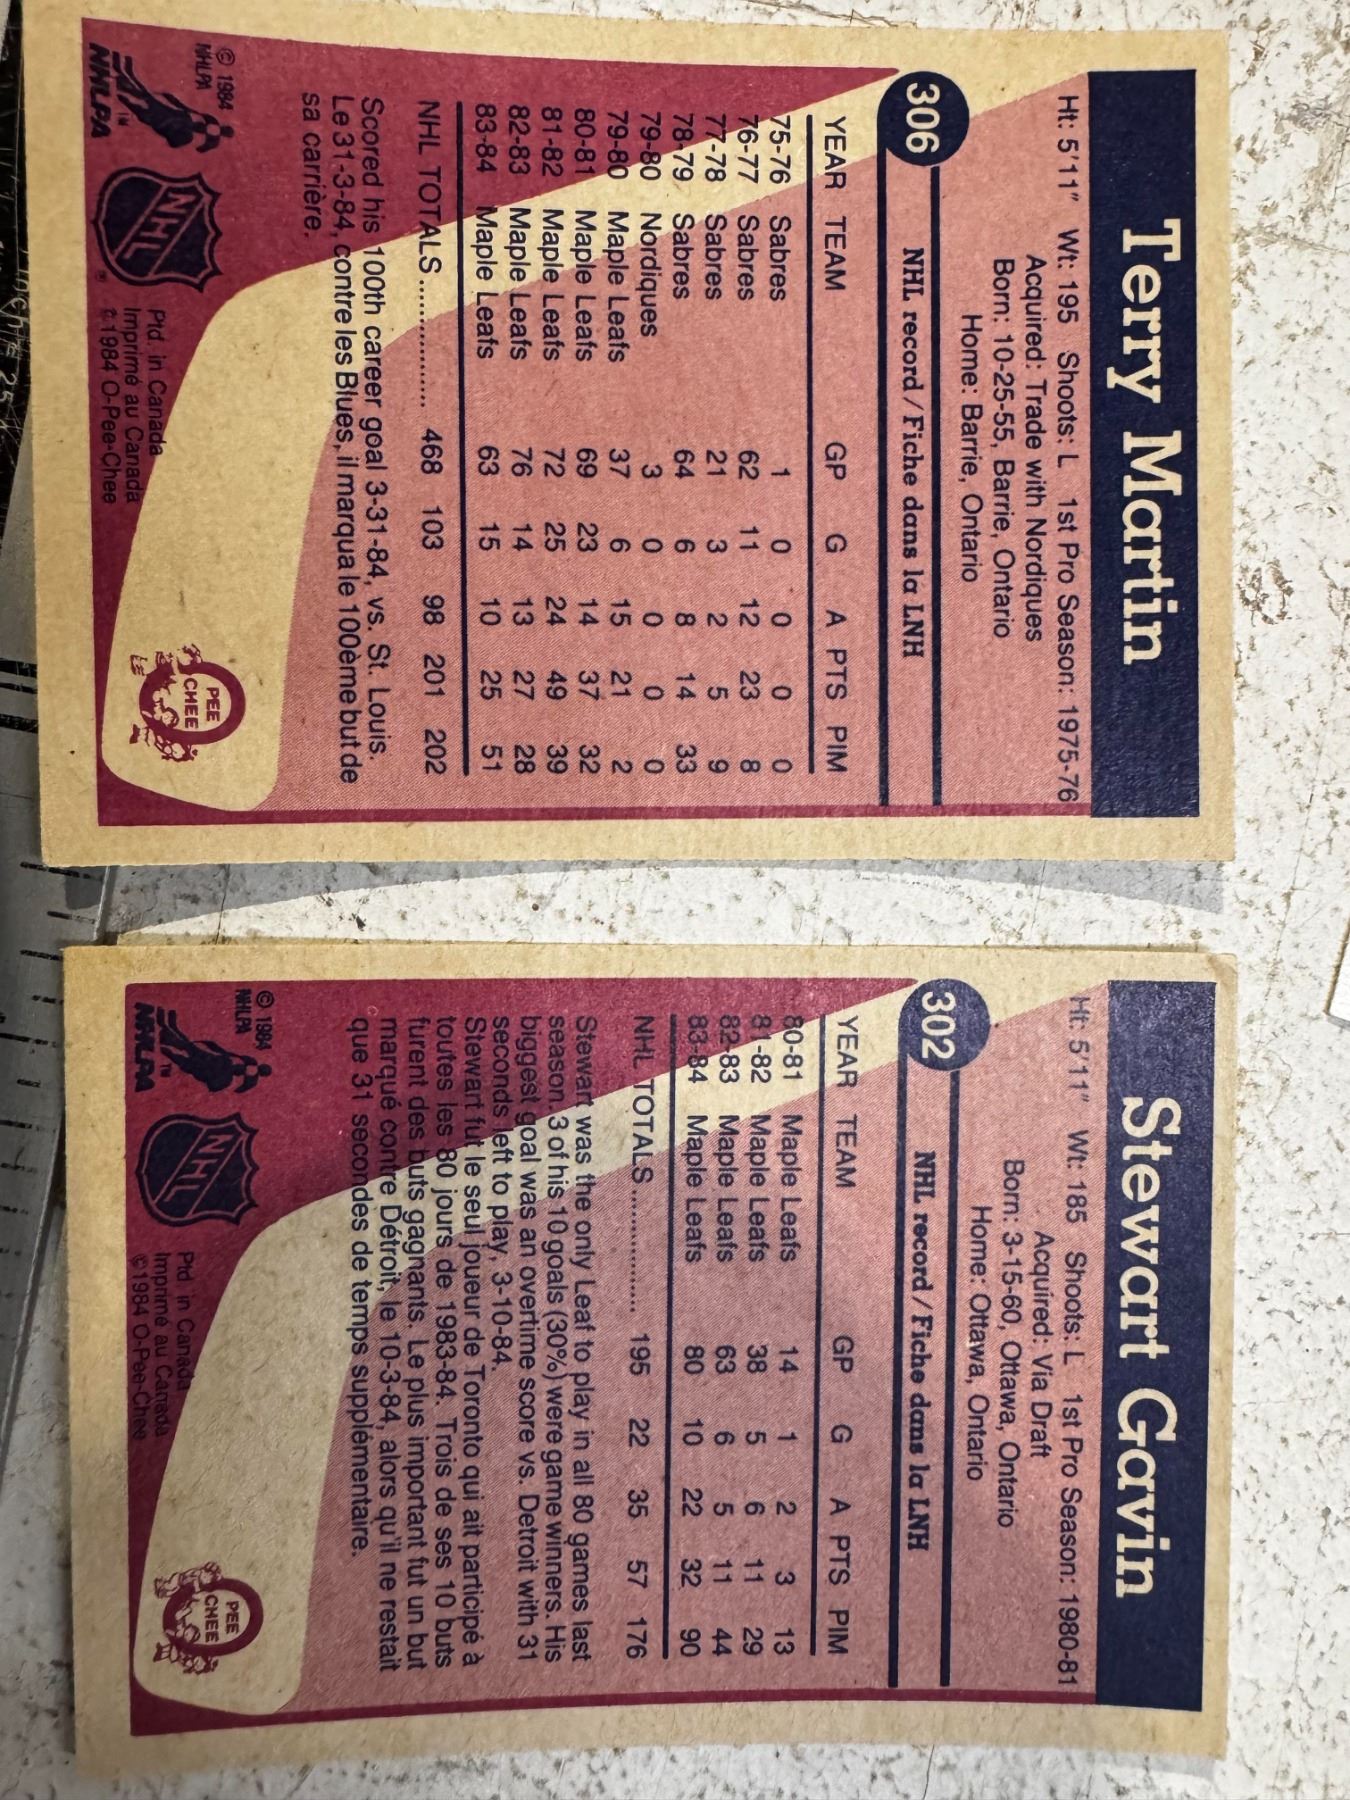 Terry Martin
Ht: 5'11" Wt: 195 Shoots: L 1st Pro Season: 1975-76
Acquired: Trade with Nordiques
Born: 10-25-55, Barrie, Ontario
Home: Barrie, Ontario
306
NHL record / Fiche dans la LNH
YEAR TEAM GP G A PTS PIM
75-76 Sabres 1 0 0 0 0
76-77 Sabres 62 11 12 23 8
77-78 Sabres 21 3 2 5 9
78-79 Sabres 64 6 8 14 33
79-80 Nordiques 3 0 0 0 0
79-80 Maple Leafs 37 6 15 21 2
80-81 Maple Leafs 69 23 14 37 32
81-82 Maple Leafs 72 25 24 49 39
82-83 Maple Leafs 76 14 13 27 28
83-84 Maple Leafs 63 15 10 25 51
NHL TOTALS ................ 468 103 98 201 202
Scored his 100th career goal 3-31-84, vs. St. Louis.
Le 31-3-84, contre les Blues, il marqua le 100ème but de
sa carrière.
© 1984
NHLPA
NHL
TM
NHLPA
Ptd. in Canada
Imprimé au Canada
© 1984 O-Pee-Chee
O
PEE
CHEE
Stewart Gavin
Ht: 5'11" Wt: 185 Shoots: L 1st Pro Season: 1980-81
Acquired: Via Draft
Born: 3-15-60, Ottawa, Ontario
Home: Ottawa, Ontario
302
NHL record / Fiche dans la LNH
YEAR TEAM GP G A PTS PIM
80-81 Maple Leafs 14 1 2 3 13
81-82 Maple Leafs 38 5 6 11 29
82-83 Maple Leafs 63 6 5 11 44
83-84 Maple Leafs 80 10 22 32 90
NHL TOTALS ................ 195 22 35 57 176
Stewart was the only Leaf to play in all 80 games last
season. 3 of his 10 goals (30%) were game winners. His
biggest goal was an overtime score vs. Detroit with 31
seconds left to play, 3-10-84.
Stewart fut le seul joueur de Toronto qui ait participé à
toutes les 80 jours de 1983-84. Trois de ses 10 buts
furent des buts gagnants. Le plus important fut un but
marqué contre Détroit, le 10-3-84, alors qu'il ne restait
que 31 secondes de temps supplémentaire.
© 1984
NHLPA
NHL
TM
NHLPA
Ptd. in Canada
Imprimé au Canada
© 1984 O-Pee-Chee
O
PEE
CHEE